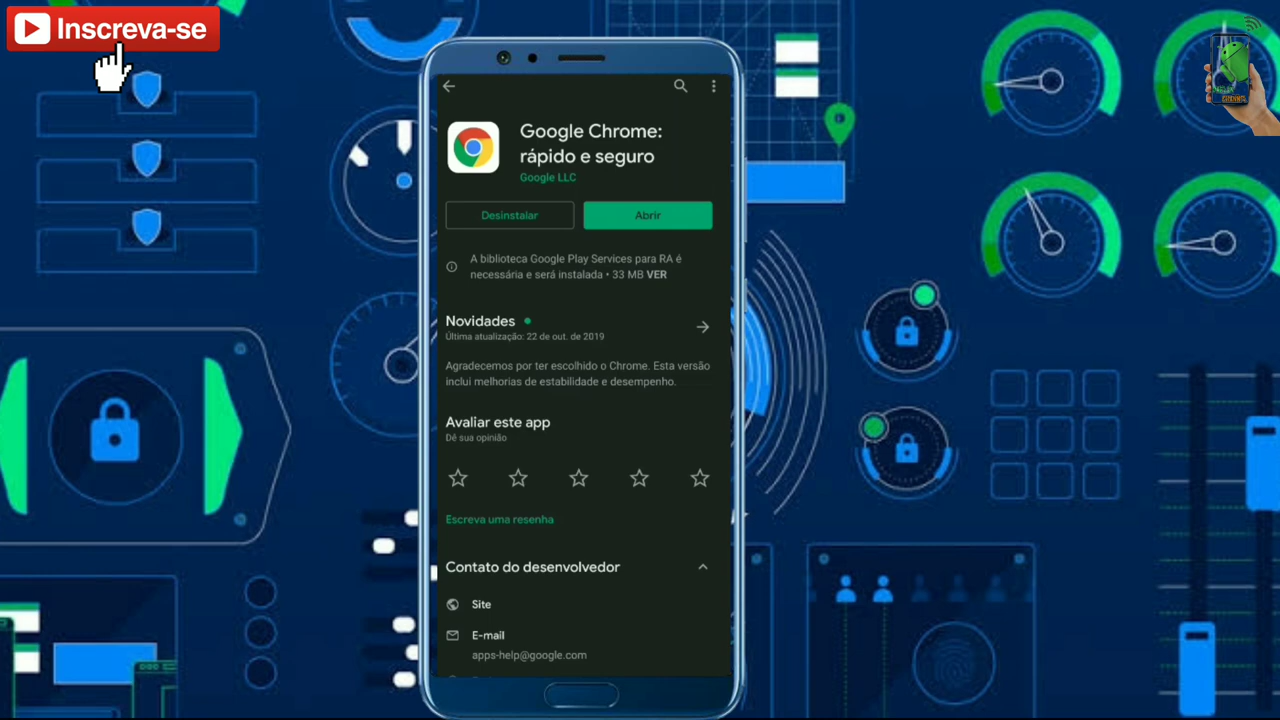 Inscreva-se
Google Chrome:
rápido e seguro
Google LLC
Desinstalar
Abrir
A biblioteca Google Play Services para RA é
necessária e será instalada • 33 MB VER
Novidades
Última atualização: 22 de out. de 2019
Agradecemos por ter escolhido o Chrome. Esta versão
inclui melhorias de estabilidade e desempenho.
Avaliar este app
Dê sua opinião
Escreva uma resenha
Contato do desenvolvedor
Site
E-mail
apps-help@google.com